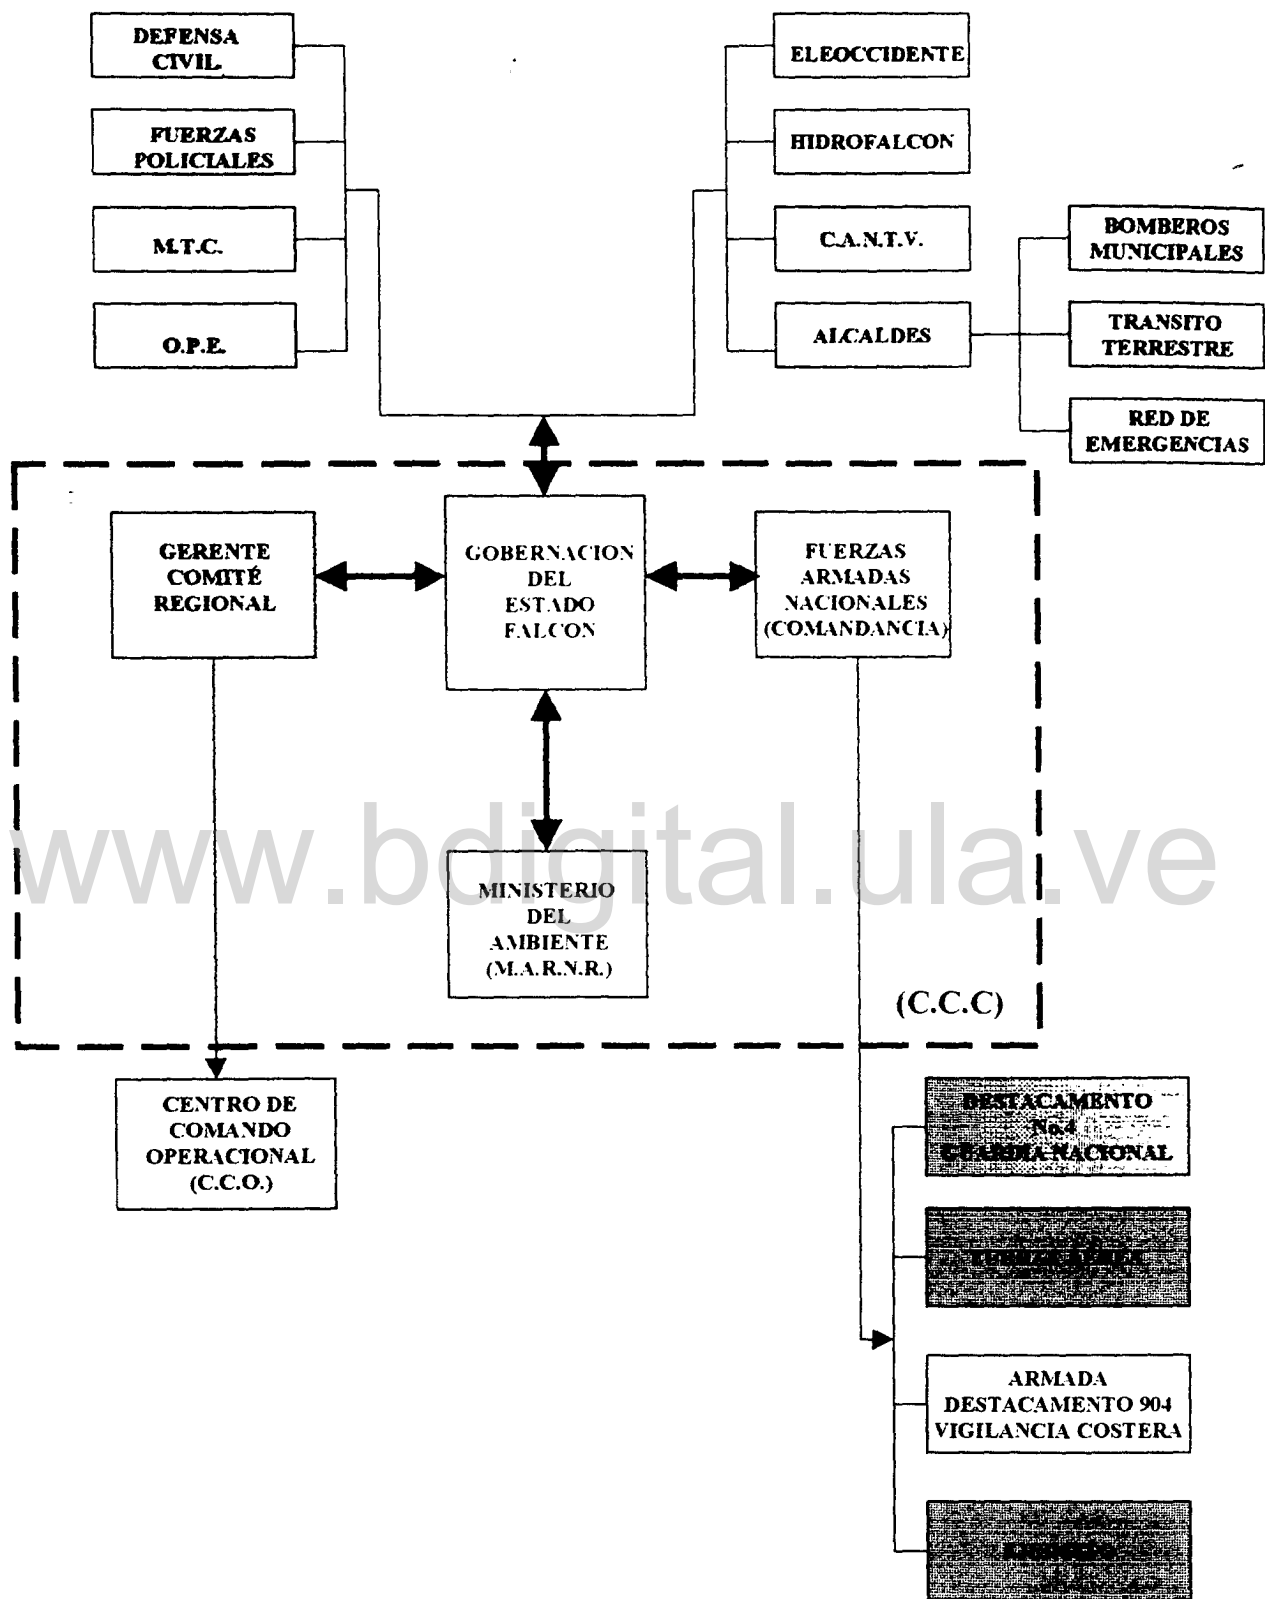 DEFENSA
CIVIL
FUERZAS
POLICIALES
M.T.C.
O.P.E.
ELEOCCIDENTE
HIDROFALCON
C.A.N.T.V.
ALCALDES
BOMBEROS
MUNICIPALES
TRANSITO
TERRESTRE
RED DE
EMERGENCIAS
GERENTE
COMITÉ
REGIONAL
GOBERNACION
DEL
ESTADO
FALCON
FUERZAS
ARMADAS
NACIONALES
(COMANDANCIA)
www.bdigital.ula.ve
MINISTERIO
DEL
AMBIENTE
(M.A.R.N.R.)
(C.C.C)
CENTRO DE
COMANDO
OPERACIONAL
(C.C.O.)
DESTACAMENTO
No.4
GUARDIA NACIONAL
FUERZA AEREA
ARMADA
DESTACAMENTO 904
VIGILANCIA COSTERA